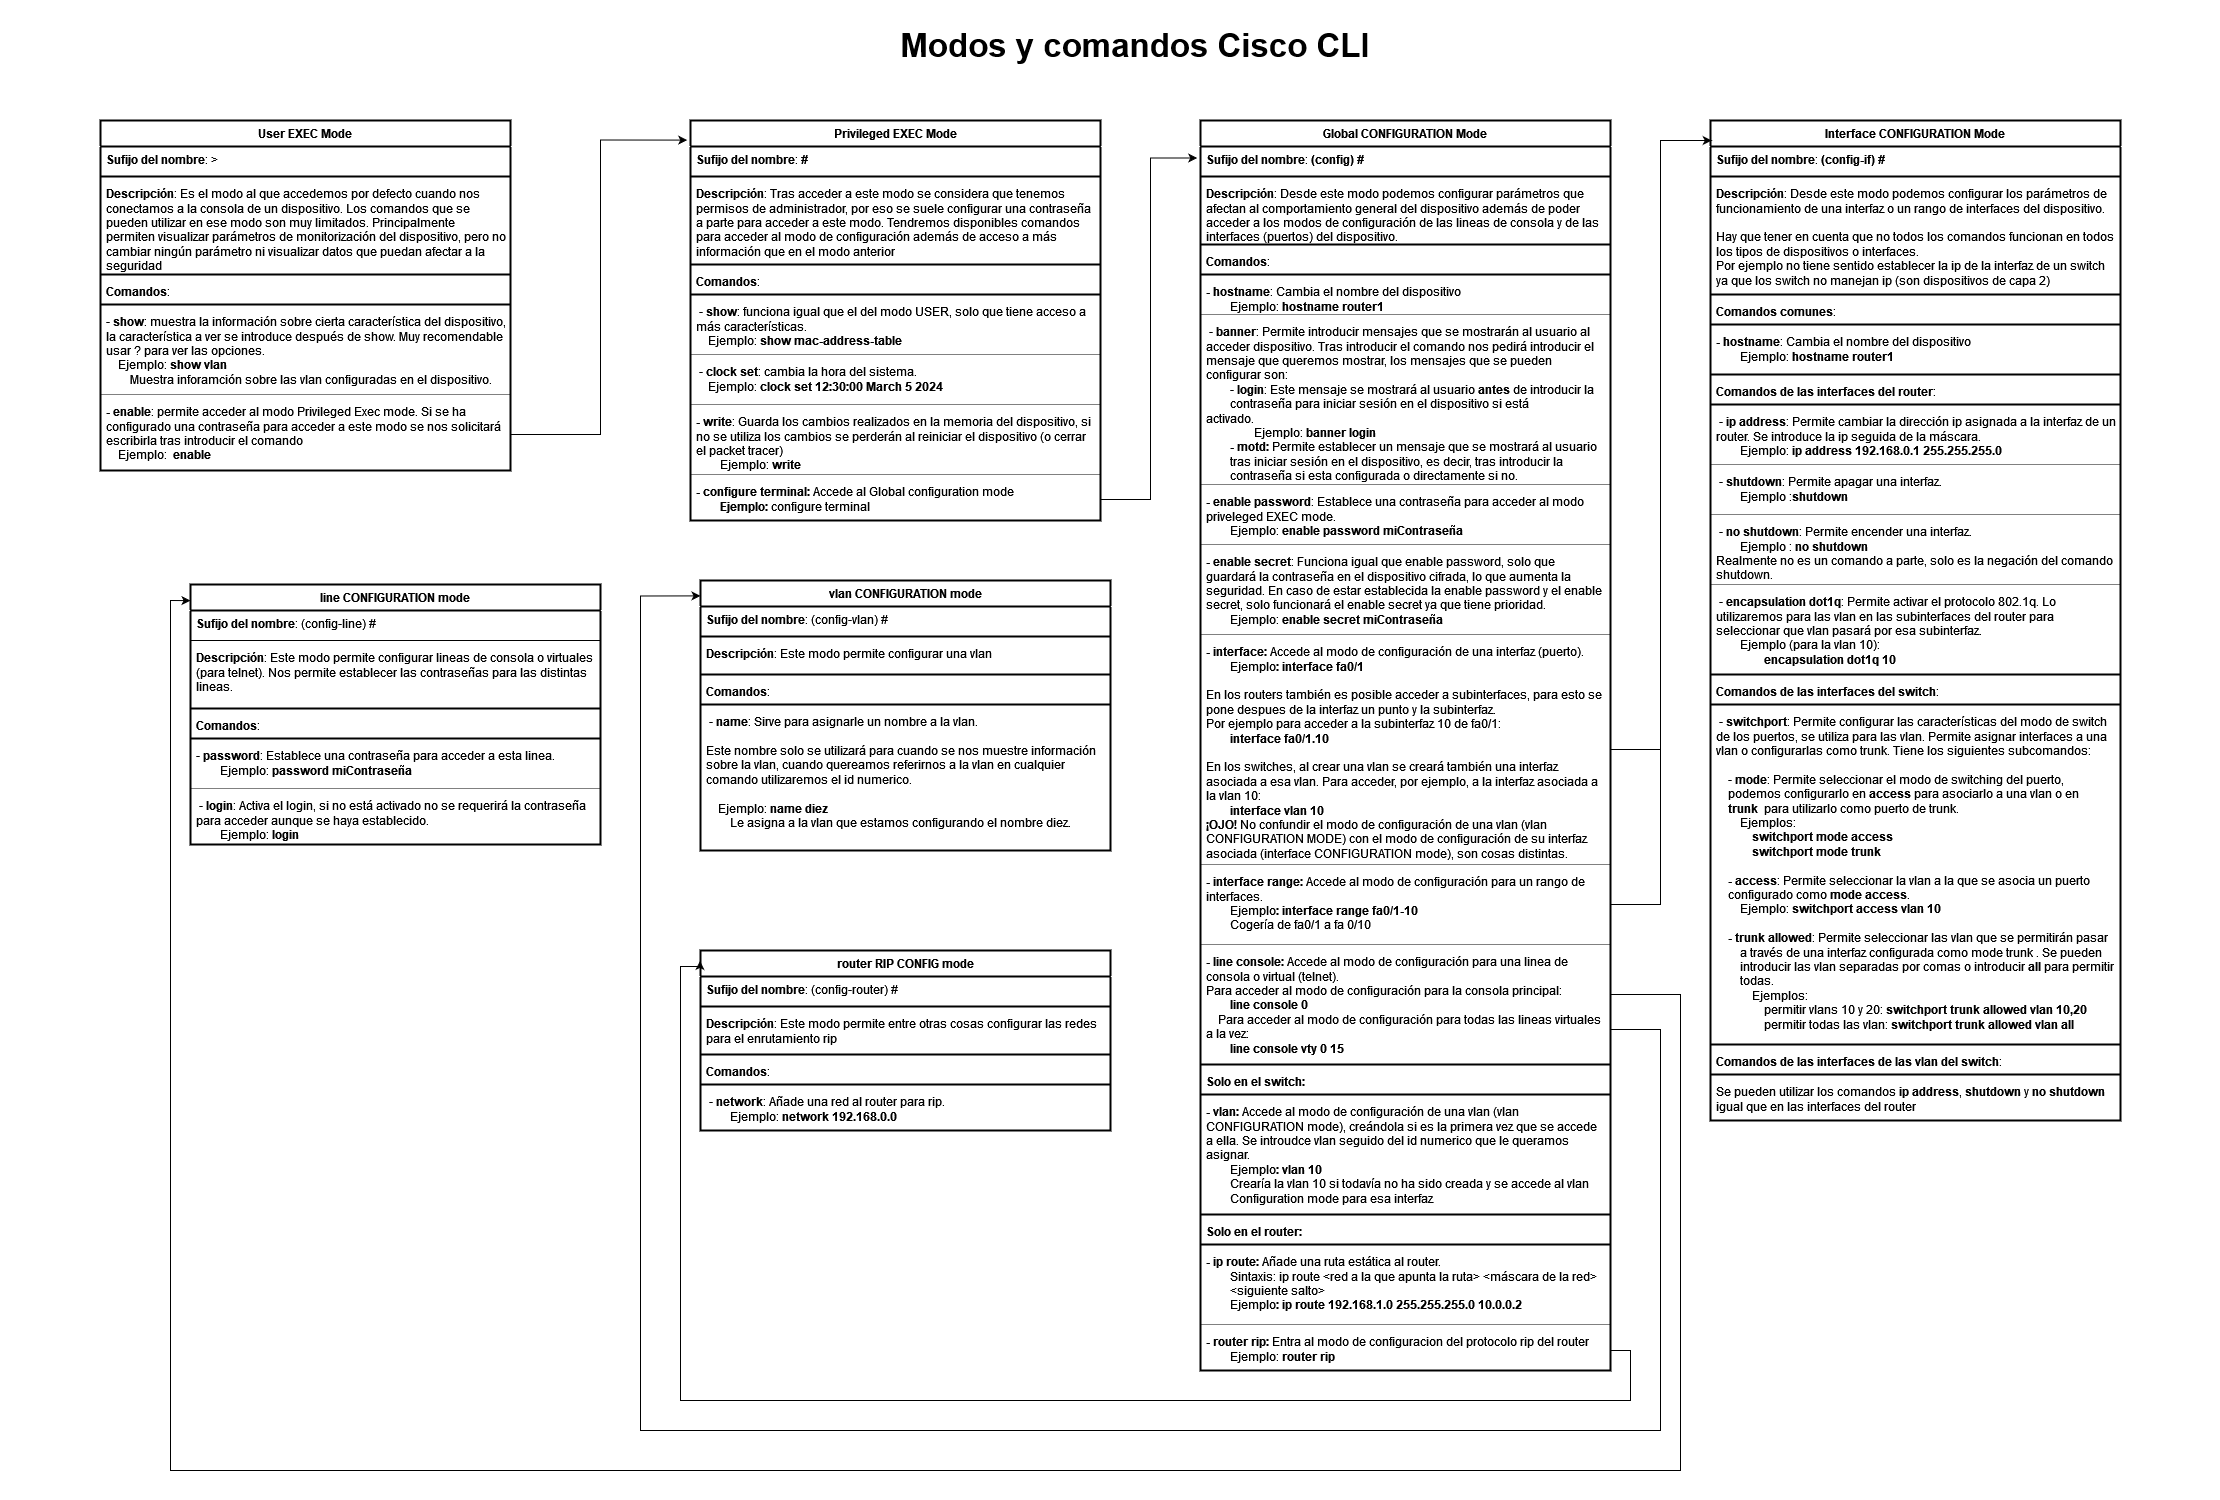 Modos y comandos Cisco CLI
User EXEC Mode
Sufijo del nombre: >
Descripción: Es el modo al que accedemos por defecto cuando nos
conectamos a la consola de un dispositivo. Los comandos que se
pueden utilizar en ese modo son muy limitados. Principalmente
permiten visualizar parámetros de monitorización del dispositivo, pero no
cambiar ningún parámetro ni visualizar datos que puedan afectar a la
seguridad
Comandos:
- show: muestra la información sobre cierta característica del dispositivo,
la característica a ver se introduce después de show. Muy recomendable
usar ? para ver las opciones.
Ejemplo: show vlan
Muestra inforamción sobre las vlan configuradas en el dispositivo.
- enable: permite acceder al modo Privileged Exec mode. Si se ha
configurado una contraseña para acceder a este modo se nos solicitará
escribirla tras introducir el comando
Ejemplo: enable
Privileged EXEC Mode
Sufijo del nombre: #
Descripción: Tras acceder a este modo se considera que tenemos
permisos de administrador, por eso se suele configurar una contraseña
a parte para acceder a este modo. Tendremos disponibles comandos
para acceder al modo de configuración además de acceso a más
información que en el modo anterior
Comandos:
- show: funciona igual que el del modo USER, solo que tiene acceso a
más características.
Ejemplo: show mac-address-table
- clock set: cambia la hora del sistema.
Ejemplo: clock set 12:30:00 March 5 2024
- write: Guarda los cambios realizados en la memoria del dispositivo, si
no se utiliza los cambios se perderán al reiniciar el dispositivo (o cerrar
el packet tracer)
Ejemplo: write
- configure terminal: Accede al Global configuration mode
Ejemplo: configure terminal
Global CONFIGURATION Mode
Sufijo del nombre: (config) #
Descripción: Desde este modo podemos configurar parámetros que
afectan al comportamiento general del dispositivo además de poder
acceder a los modos de configuración de las lineas de consola y de las
interfaces (puertos) del dispositivo.
Comandos:
- hostname: Cambia el nombre del dispositivo
Ejemplo: hostname router1
- banner: Permite introducir mensajes que se mostrarán al usuario al
acceder dispositivo. Tras introducir el comando nos pedirá introducir el
mensaje que queremos mostrar, los mensajes que se pueden
configurar son:
- login: Este mensaje se mostrará al usuario antes de introducir la
contraseña para iniciar sesión en el dispositivo si está
activado.
Ejemplo: banner login
- motd: Permite establecer un mensaje que se mostrará al usuario
tras iniciar sesión en el dispositivo, es decir, tras introducir la
contraseña si esta configurada o directamente si no.
- enable password: Establece una contraseña para acceder al modo
priveleged EXEC mode.
Ejemplo: enable password miContraseña
- enable secret: Funciona igual que enable password, solo que
guardará la contraseña en el dispositivo cifrada, lo que aumenta la
seguridad. En caso de estar establecida la enable password y el enable
secret, solo funcionará el enable secret ya que tiene prioridad.
Ejemplo: enable secret miContraseña
- interface: Accede al modo de configuración de una interfaz (puerto).
Ejemplo: interface fa0/1
En los routers también es posible acceder a subinterfaces, para esto se
pone despues de la interfaz un punto y la subinterfaz.
Por ejemplo para acceder a la subinterfaz 10 de fa0/1:
interface fa0/1.10
En los switches, al crear una vlan se creará también una interfaz
asociada a esa vlan. Para acceder, por ejemplo, a la interfaz asociada a
la vlan 10:
interface vlan 10
¡OJO! No confundir el modo de configuración de una vlan (vlan
CONFIGURATION MODE) con el modo de configuración de su interfaz
asociada (interface CONFIGURATION mode), son cosas distintas.
- interface range: Accede al modo de configuración para un rango de
interfaces.
Ejemplo: interface range fa0/1-10
Cogería de fa0/1 a fa 0/10
- line console: Accede al modo de configuración para una linea de
consola o virtual (telnet).
Para acceder al modo de configuración para la consola principal:
line console 0
Para acceder al modo de configuración para todas las lineas virtuales
a la vez:
line console vty 0 15
Solo en el switch:
- vlan: Accede al modo de configuración de una vlan (vlan
CONFIGURATION mode), creándola si es la primera vez que se accede
a ella. Se introudce vlan seguido del id numerico que le queramos
asignar.
Ejemplo: vlan 10
Crearía la vlan 10 si todavía no ha sido creada y se accede al vlan
Configuration mode para esa interfaz
Solo en el router:
- ip route: Añade una ruta estática al router.
Sintaxis: ip route <red a la que apunta la ruta> <máscara de la red>
<siguiente salto>
Ejemplo: ip route 192.168.1.0 255.255.255.0 10.0.0.2
- router rip: Entra al modo de configuracion del protocolo rip del router
Ejemplo: router rip
Interface CONFIGURATION Mode
Sufijo del nombre: (config-if) #
Descripción: Desde este modo podemos configurar los parámetros de
funcionamiento de una interfaz o un rango de interfaces del dispositivo.
Hay que tener en cuenta que no todos los comandos funcionan en todos
los tipos de dispositivos o interfaces.
Por ejemplo no tiene sentido establecer la ip de la interfaz de un switch
ya que los switch no manejan ip (son dispositivos de capa 2)
Comandos comunes:
- hostname: Cambia el nombre del dispositivo
Ejemplo: hostname router1
Comandos de las interfaces del router:
- ip address: Permite cambiar la dirección ip asignada a la interfaz de un
router. Se introduce la ip seguida de la máscara.
Ejemplo: ip address 192.168.0.1 255.255.255.0
- shutdown: Permite apagar una interfaz.
Ejemplo :shutdown
- no shutdown: Permite encender una interfaz.
Ejemplo : no shutdown
Realmente no es un comando a parte, solo es la negación del comando
shutdown.
- encapsulation dot1q: Permite activar el protocolo 802.1q. Lo
utilizaremos para las vlan en las subinterfaces del router para
seleccionar que vlan pasará por esa subinterfaz.
Ejemplo (para la vlan 10):
encapsulation dot1q 10
Comandos de las interfaces del switch:
- switchport: Permite configurar las características del modo de switch
de los puertos, se utiliza para las vlan. Permite asignar interfaces a una
vlan o configurarlas como trunk. Tiene los siguientes subcomandos:
- mode: Permite seleccionar el modo de switching del puerto,
podemos configurarlo en access para asociarlo a una vlan o en
trunk para utilizarlo como puerto de trunk.
Ejemplos:
switchport mode access
switchport mode trunk
- access: Permite seleccionar la vlan a la que se asocia un puerto
configurado como mode access.
Ejemplo: switchport access vlan 10
- trunk allowed: Permite seleccionar las vlan que se permitirán pasar
a través de una interfaz configurada como mode trunk . Se pueden
introducir las vlan separadas por comas o introducir all para permitir
todas.
Ejemplos:
permitir vlans 10 y 20: switchport trunk allowed vlan 10,20
permitir todas las vlan: switchport trunk allowed vlan all
Comandos de las interfaces de las vlan del switch:
Se pueden utilizar los comandos ip address, shutdown y no shutdown
igual que en las interfaces del router
line CONFIGURATION mode
Sufijo del nombre: (config-line) #
Descripción: Este modo permite configurar lineas de consola o virtuales
(para telnet). Nos permite establecer las contraseñas para las distintas
lineas.
Comandos:
- password: Establece una contraseña para acceder a esta linea.
Ejemplo: password miContraseña
- login: Activa el login, si no está activado no se requerirá la contraseña
para acceder aunque se haya establecido.
Ejemplo: login
vlan CONFIGURATION mode
Sufijo del nombre: (config-vlan) #
Descripción: Este modo permite configurar una vlan
Comandos:
- name: Sirve para asignarle un nombre a la vlan.
Este nombre solo se utilizará para cuando se nos muestre información
sobre la vlan, cuando quereamos referirnos a la vlan en cualquier
comando utilizaremos el id numerico.
Ejemplo: name diez
Le asigna a la vlan que estamos configurando el nombre diez.
router RIP CONFIG mode
Sufijo del nombre: (config-router) #
Descripción: Este modo permite entre otras cosas configurar las redes
para el enrutamiento rip
Comandos:
- network: Añade una red al router para rip.
Ejemplo: network 192.168.0.0